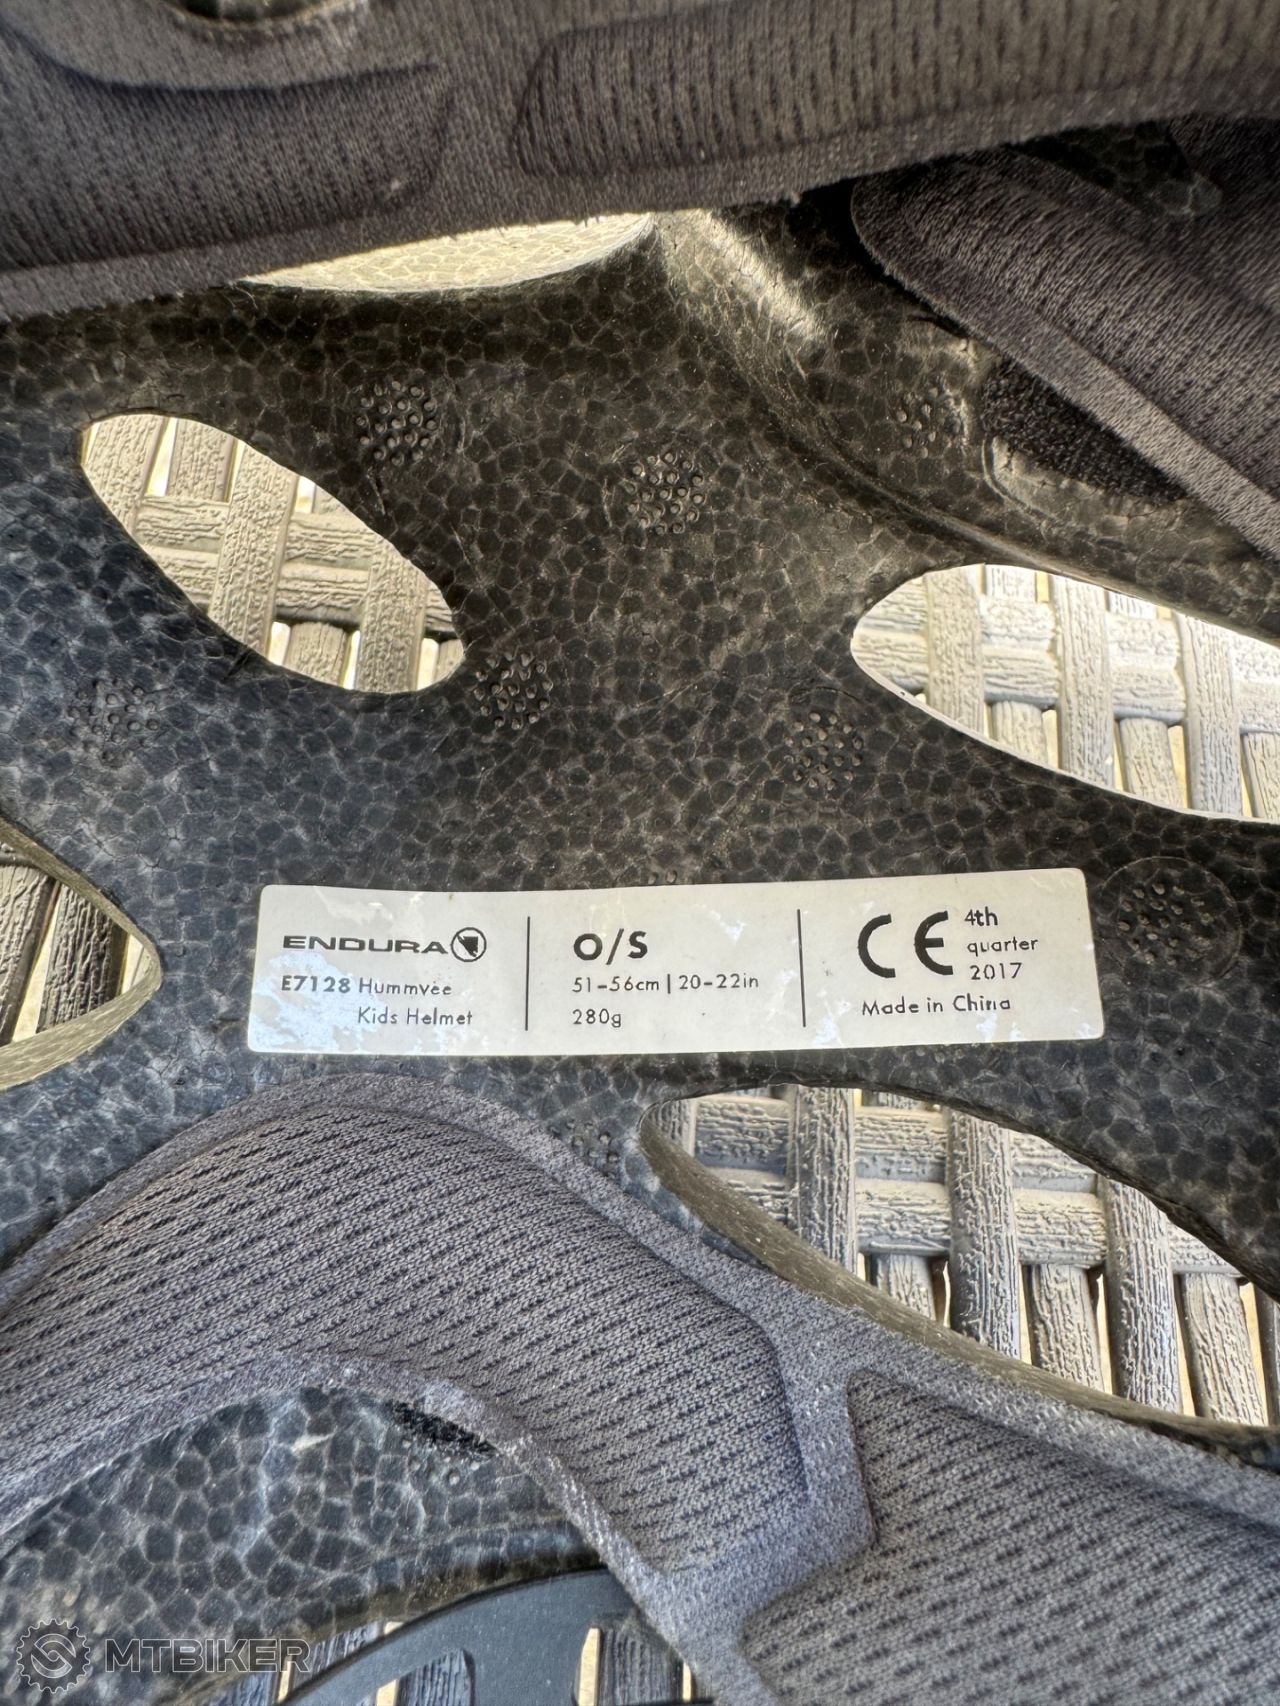 ENDURA
E7128 Hummvee
Kids Helmet
O/S
51-56cm | 20-22in
280g
CE 4th
quarter
2017
Made in China
MTBIKER